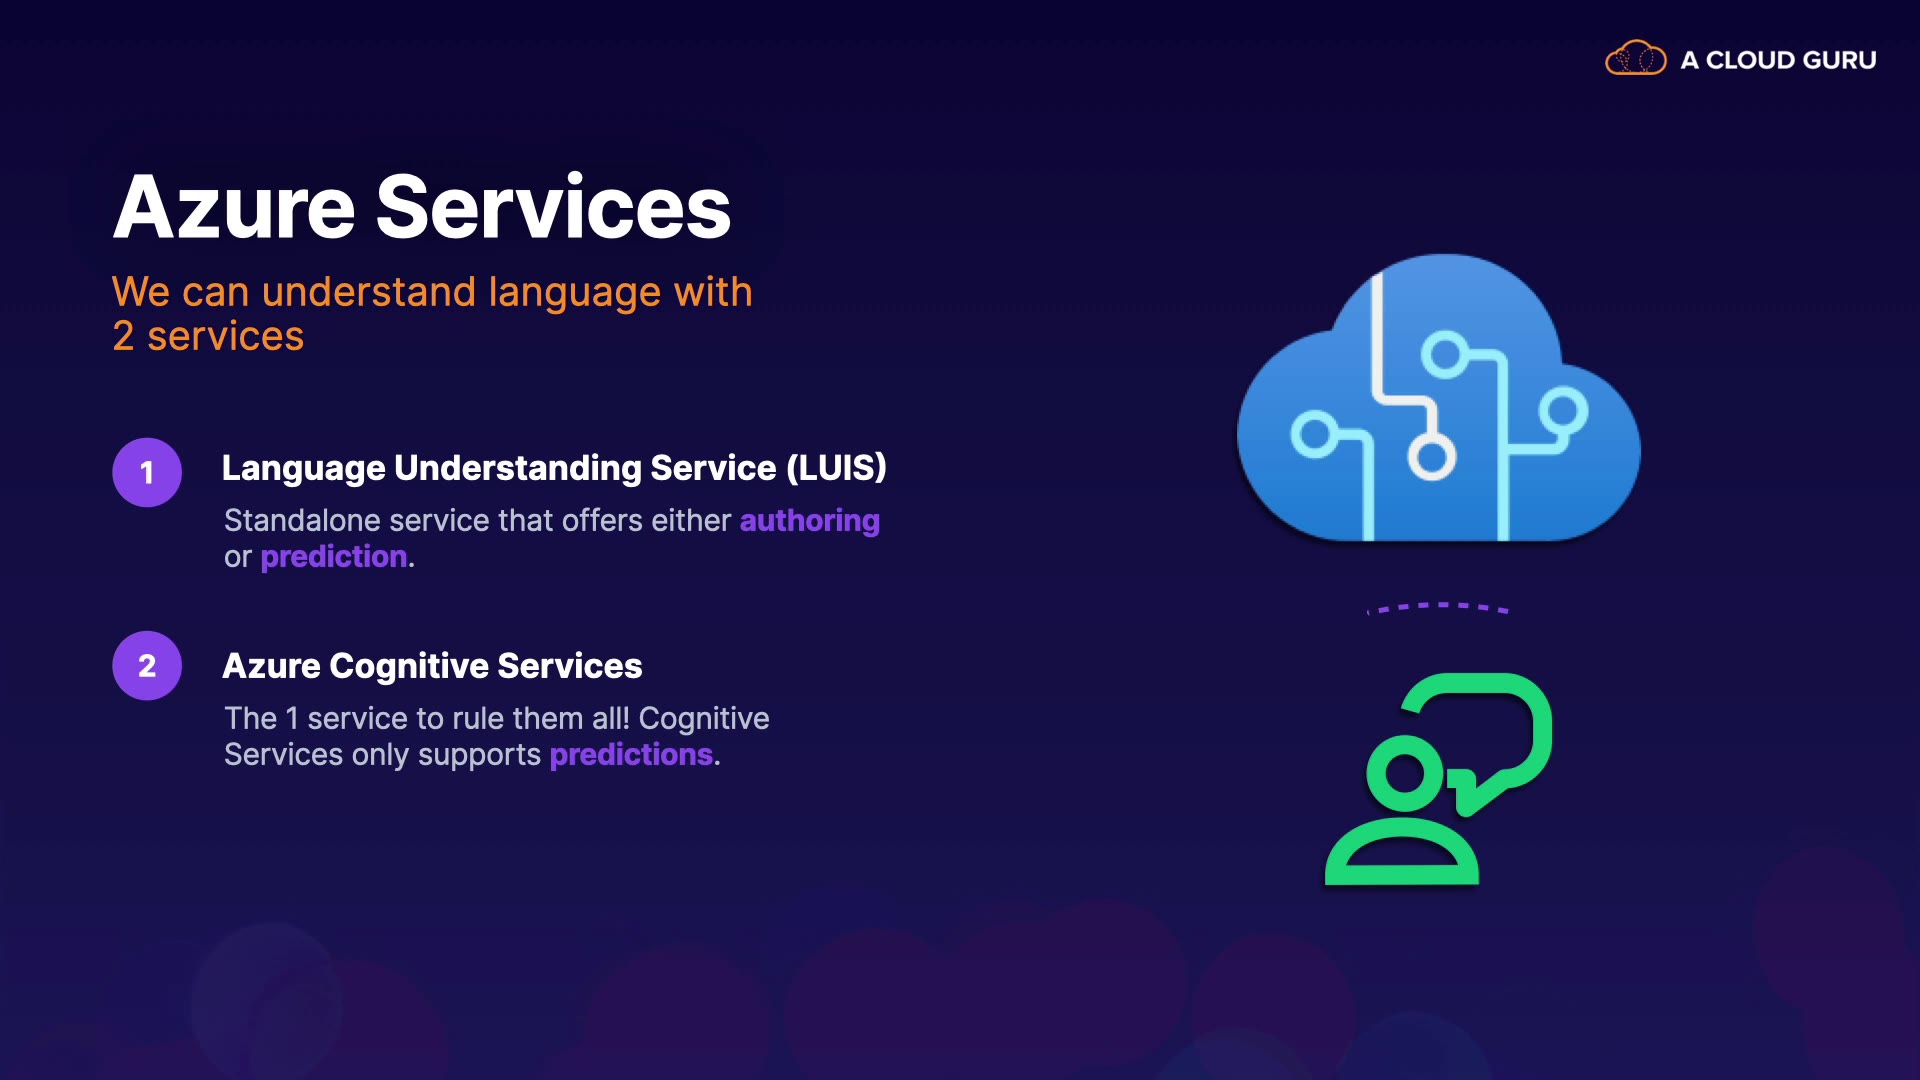 A CLOUD GURU
Azure Services
We can understand language with
2 services
1
Language Understanding Service (LUIS)
Standalone service that offers either authoring
or prediction.
2
Azure Cognitive Services
The 1 service to rule them all! Cognitive
Services only supports predictions.